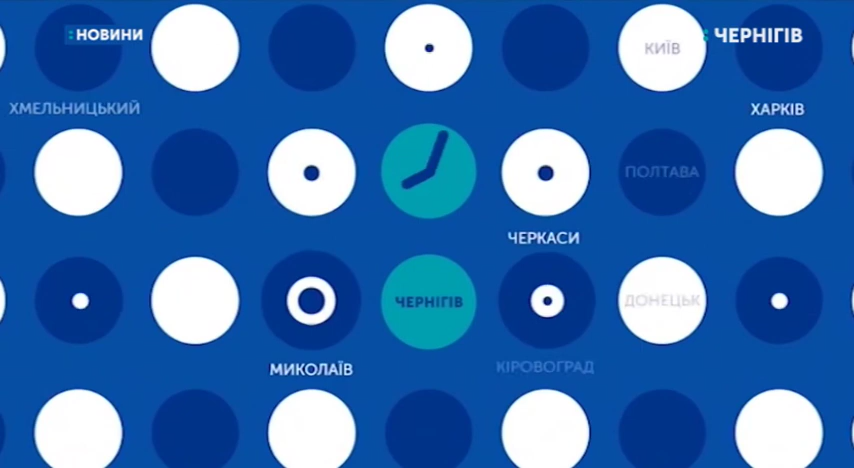 :НОВИНИ
:ЧЕРНІГІВ
КИЇВ
ХМЕЛЬНИЦЬКИЙ
ХАРКІВ
ПОЛТАВА
ЧЕРКАСИ
ЧЕРНІГІВ
ДОНЕЦЬК
МИКОЛАЇВ
КІРОВОГРАД